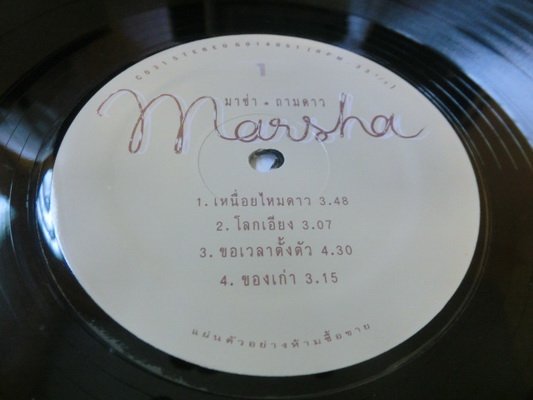 1
มาช่า • ถามดาว
Marsha
1. เหนื่อยไหมดาว 3.48
2. โลกเอียง 3.07
3. ขอเวลาตั้งตัว 4.30
4. ของเก่า 3.15
แผ่นตัวอย่างห้ามซื้อขาย